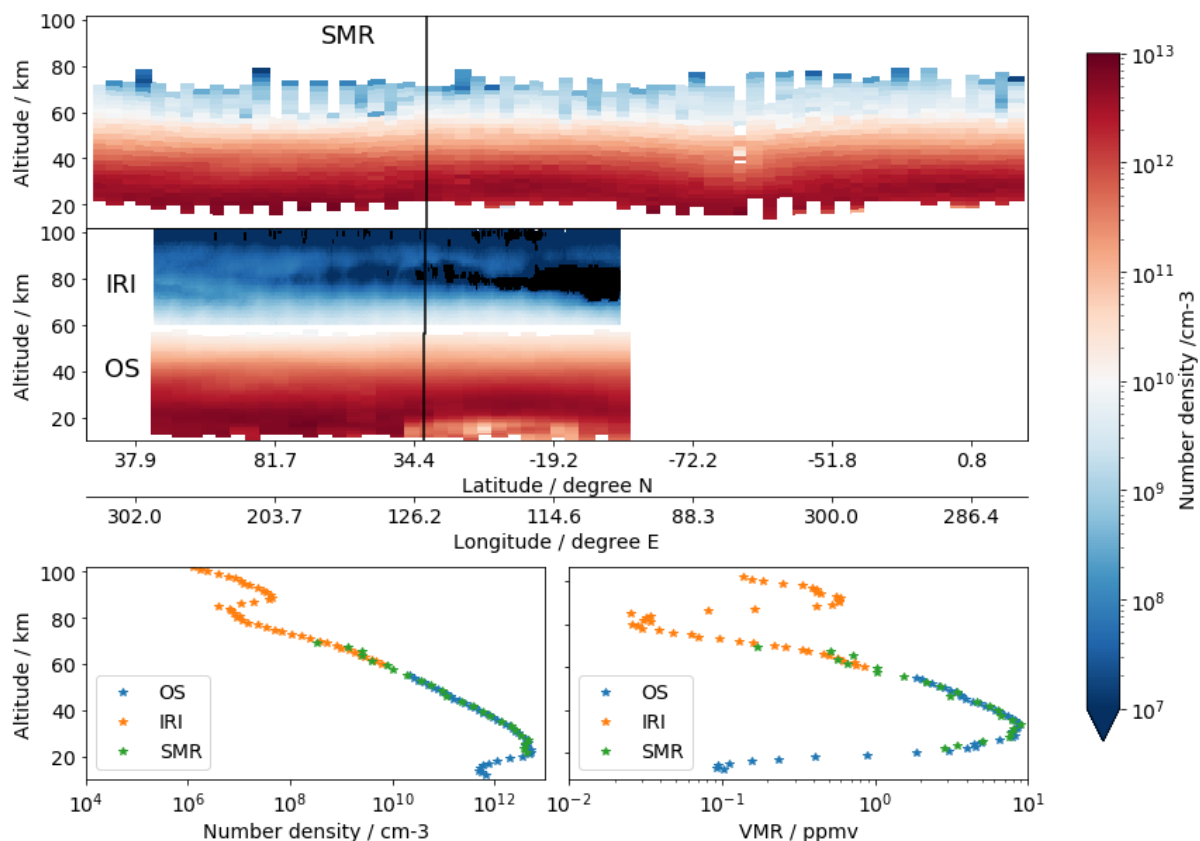 SMR
Altitude / km
100
80
60
40
20
IRI
OS
Altitude / km
100
80
60
40
20
37.9 81.7 34.4 -19.2 -72.2 -51.8 0.8
Latitude / degree N
302.0 203.7 126.2 114.6 88.3 300.0 286.4
Longitude / degree E
10^13
10^12
10^11
10^10
10^9
10^8
10^7
Number density /cm-3
Altitude / km
100
80
60
40
20
OS
IRI
SMR
10^4 10^6 10^8 10^10 10^12
Number density / cm-3
OS
IRI
SMR
10^-2 10^-1 10^0 10^1
VMR / ppmv